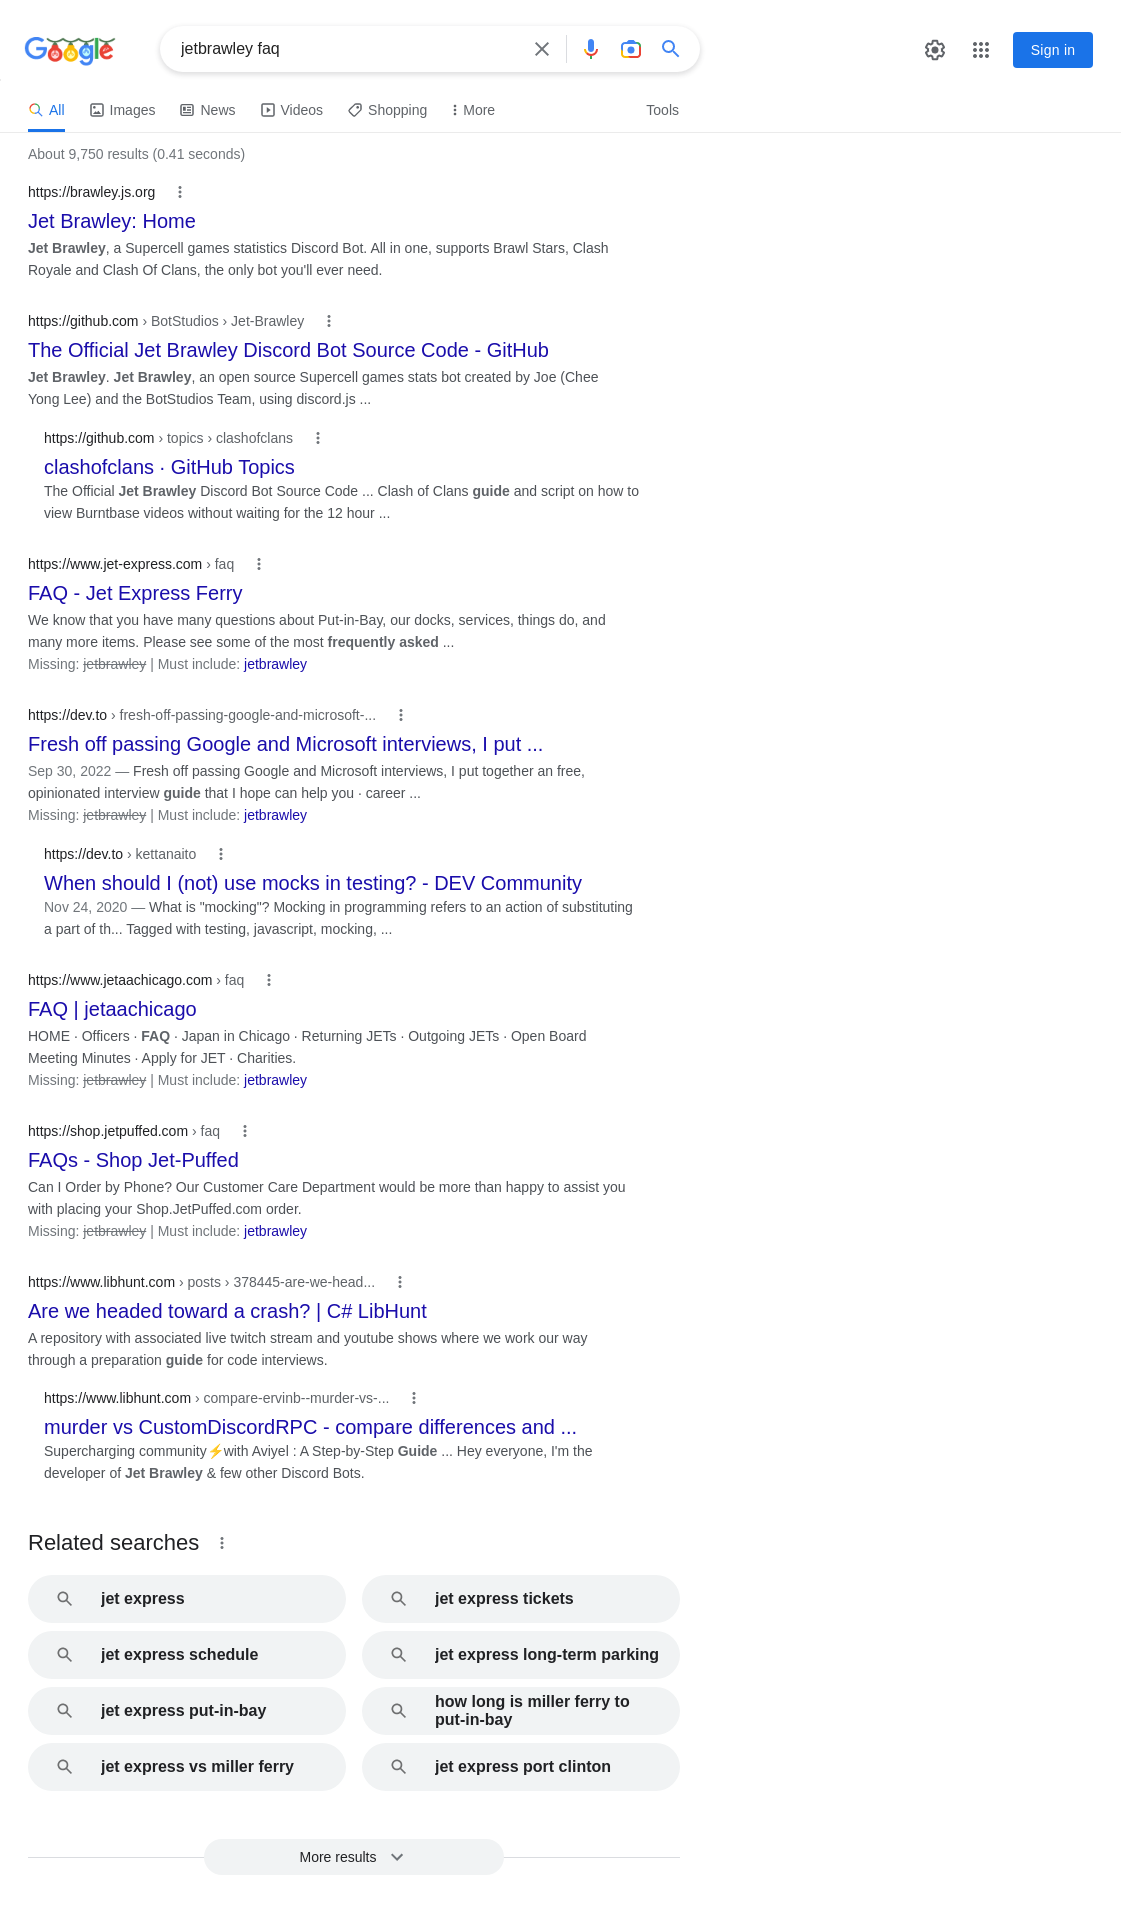 Google
jetbrawley faq
Sign in
All
Images
News
Videos
Shopping
More
Tools
About 9,750 results (0.41 seconds)
https://brawley.js.org
Jet Brawley: Home
Jet Brawley, a Supercell games statistics Discord Bot. All in one, supports Brawl Stars, Clash
Royale and Clash Of Clans, the only bot you'll ever need.
https://github.com › BotStudios › Jet-Brawley
The Official Jet Brawley Discord Bot Source Code - GitHub
Jet Brawley. Jet Brawley, an open source Supercell games stats bot created by Joe (Chee
Yong Lee) and the BotStudios Team, using discord.js ...
https://github.com › topics › clashofclans
clashofclans · GitHub Topics
The Official Jet Brawley Discord Bot Source Code ... Clash of Clans guide and script on how to
view Burntbase videos without waiting for the 12 hour ...
https://www.jet-express.com › faq
FAQ - Jet Express Ferry
We know that you have many questions about Put-in-Bay, our docks, services, things do, and
many more items. Please see some of the most frequently asked ...
Missing: jetbrawley | Must include: jetbrawley
https://dev.to › fresh-off-passing-google-and-microsoft-...
Fresh off passing Google and Microsoft interviews, I put ...
Sep 30, 2022 — Fresh off passing Google and Microsoft interviews, I put together an free,
opinionated interview guide that I hope can help you · career ...
Missing: jetbrawley | Must include: jetbrawley
https://dev.to › kettanaito
When should I (not) use mocks in testing? - DEV Community
Nov 24, 2020 — What is "mocking"? Mocking in programming refers to an action of substituting
a part of th... Tagged with testing, javascript, mocking, ...
https://www.jetaachicago.com › faq
FAQ | jetaachicago
HOME · Officers · FAQ · Japan in Chicago · Returning JETs · Outgoing JETs · Open Board
Meeting Minutes · Apply for JET · Charities.
Missing: jetbrawley | Must include: jetbrawley
https://shop.jetpuffed.com › faq
FAQs - Shop Jet-Puffed
Can I Order by Phone? Our Customer Care Department would be more than happy to assist you
with placing your Shop.JetPuffed.com order.
Missing: jetbrawley | Must include: jetbrawley
https://www.libhunt.com › posts › 378445-are-we-head...
Are we headed toward a crash? | C# LibHunt
A repository with associated live twitch stream and youtube shows where we work our way
through a preparation guide for code interviews.
https://www.libhunt.com › compare-ervinb--murder-vs-...
murder vs CustomDiscordRPC - compare differences and ...
Supercharging community⚡with Aviyel : A Step-by-Step Guide ... Hey everyone, I'm the
developer of Jet Brawley & few other Discord Bots.
Related searches
jet express
jet express tickets
jet express schedule
jet express long-term parking
jet express put-in-bay
how long is miller ferry to
put-in-bay
jet express vs miller ferry
jet express port clinton
More results